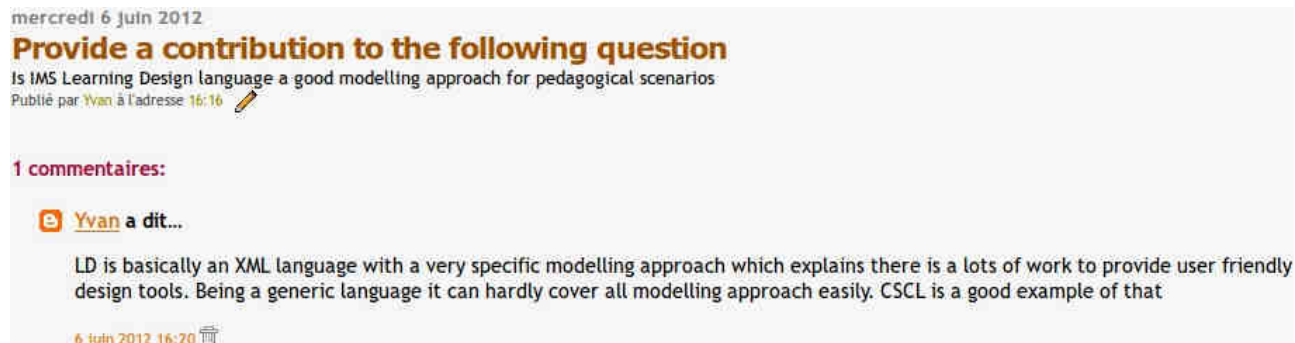 mercredi 6 juin 2012
Provide a contribution to the following question
Is IMS Learning Design language a good modelling approach for pedagogical scenarios
Publié par Yvan à l'adresse 16:16
1 commentaires:
Yvan a dit...
LD is basically an XML language with a very specific modelling approach which explains there is a lots of work to provide user friendly
design tools. Being a generic language it can hardly cover all modelling approach easily. CSCL is a good example of that
6 juin 2012 16:20